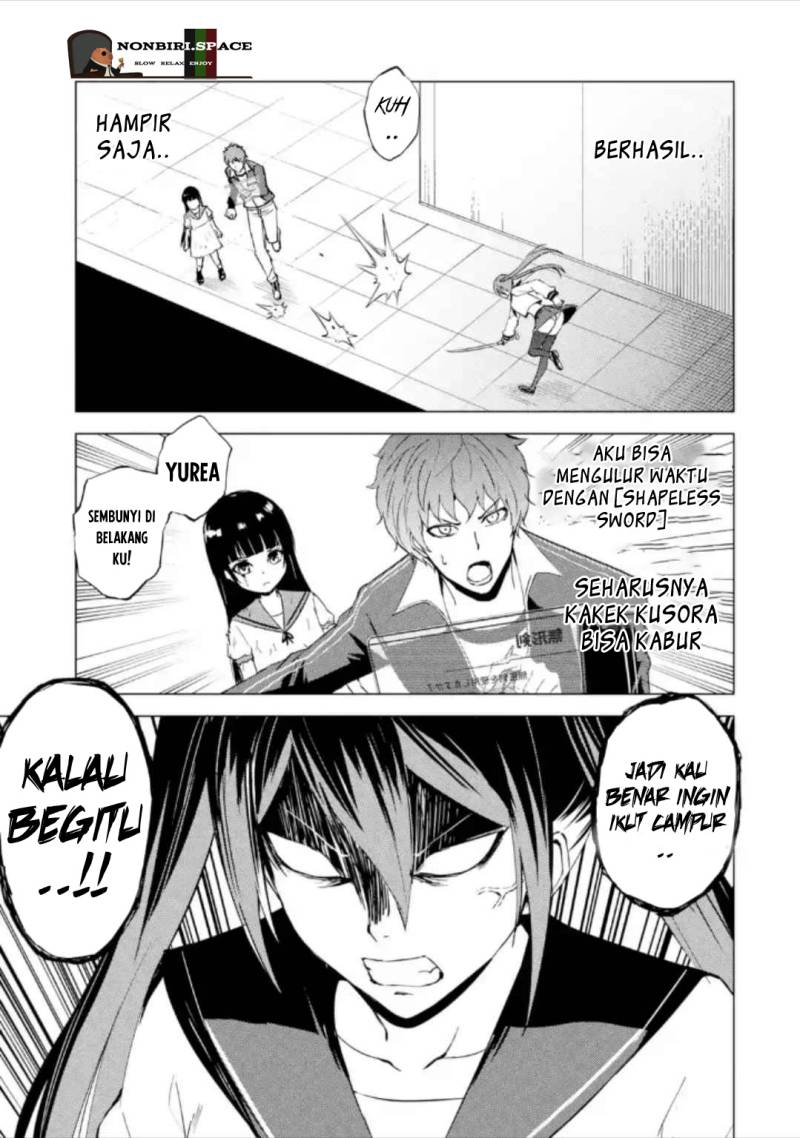 NONBIRI.SPACE
SLOW RELAX ENJOY
BERHASIL..
KUH
..
HAMPIR
SAJA..
AKU BISA
MENGULUR WAKTU
DENGAN [SHAPELESS
SWORD]
SEHARUSNYA
KAKEK KUSORA
BISA KABUR
YUREA
SEMBUNYI DI
BELAKANG
KU!
JADI KAU
BENAR INGIN
IKUT CAMPUR
..
KALAU
BEGITU
..!!